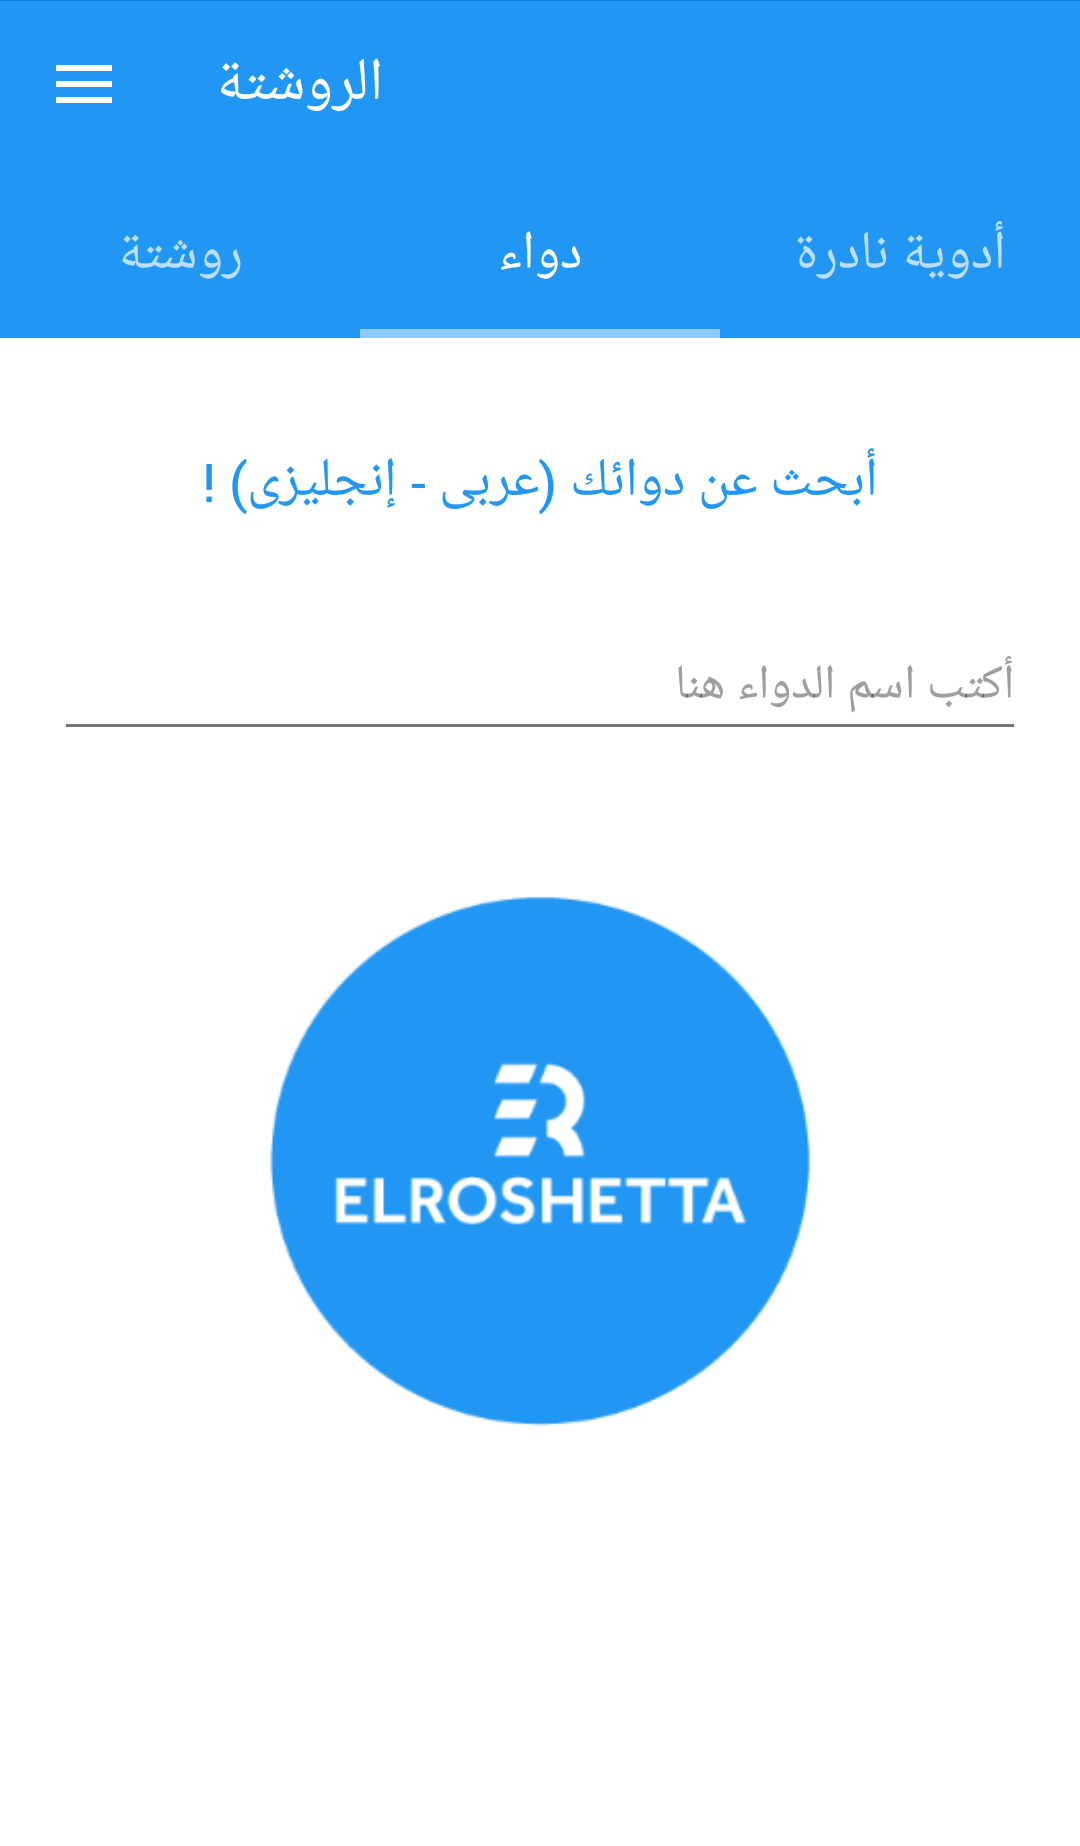 الروشتة
أدوية نادرة
دواء
روشتة
أبحث عن دوائك (عربى - إنجليزى) !
أكتب اسم الدواء هنا
ER
ELROSHETTA